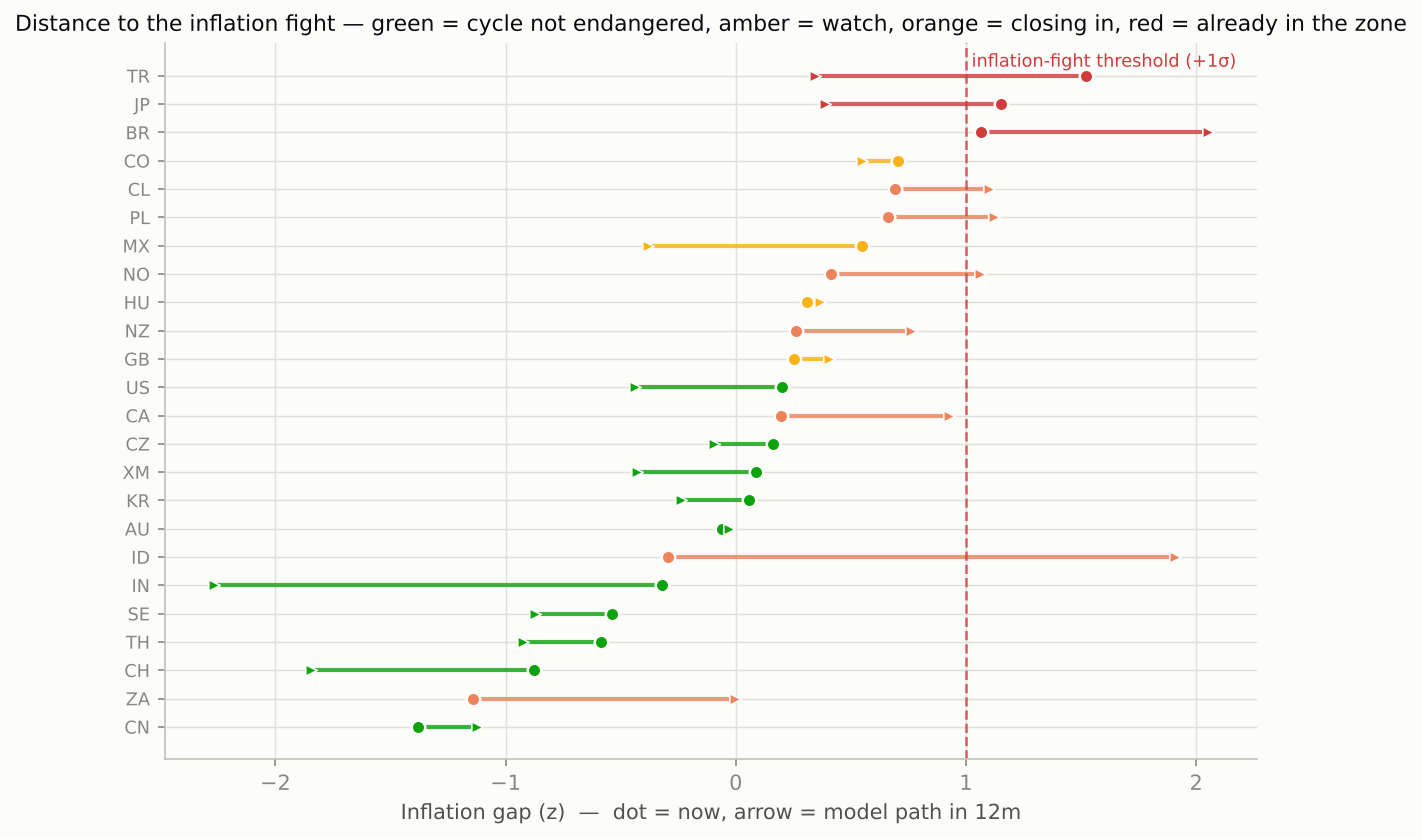 Distance to the inflation fight — green = cycle not endangered, amber = watch, orange = closing in, red = already in the zone
inflation-fight threshold (+1σ)
TR
JP
BR
CO
CL
PL
MX
NO
HU
NZ
GB
US
CA
CZ
XM
KR
AU
ID
IN
SE
TH
CH
ZA
CN
−2 −1 0 1 2
Inflation gap (z) — dot = now, arrow = model path in 12m